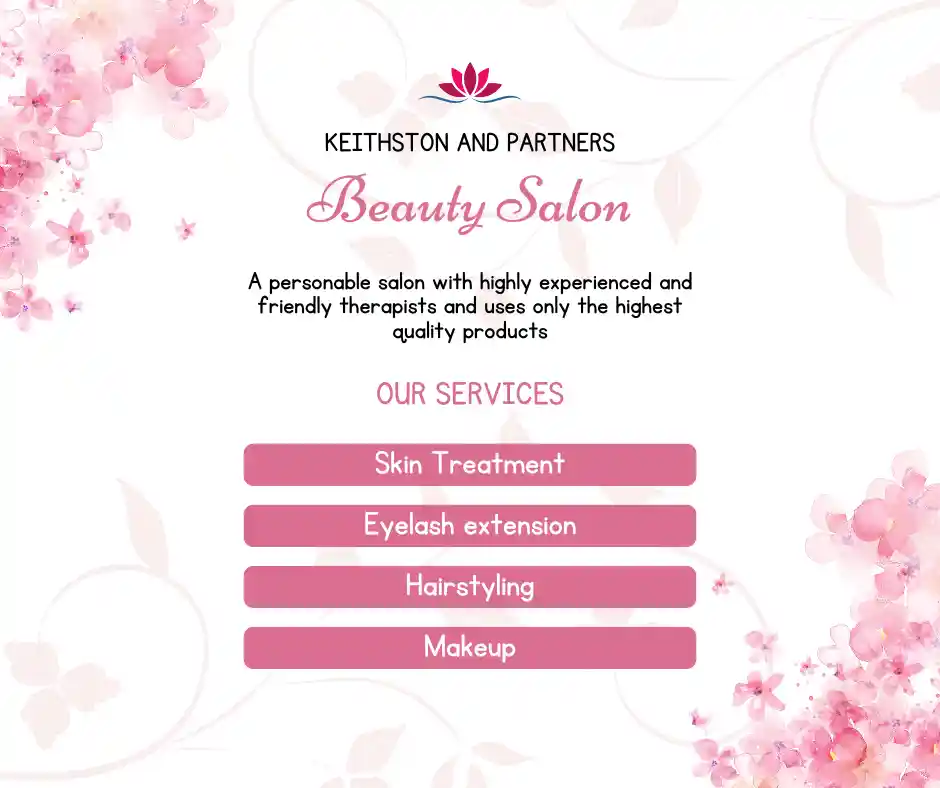 KEITHSTON AND PARTNERS
Beauty Salon
A personable salon with highly experienced and
friendly therapists and uses only the highest
quality products
OUR SERVICES
Skin Treatment
Eyelash extension
Hairstyling
Makeup